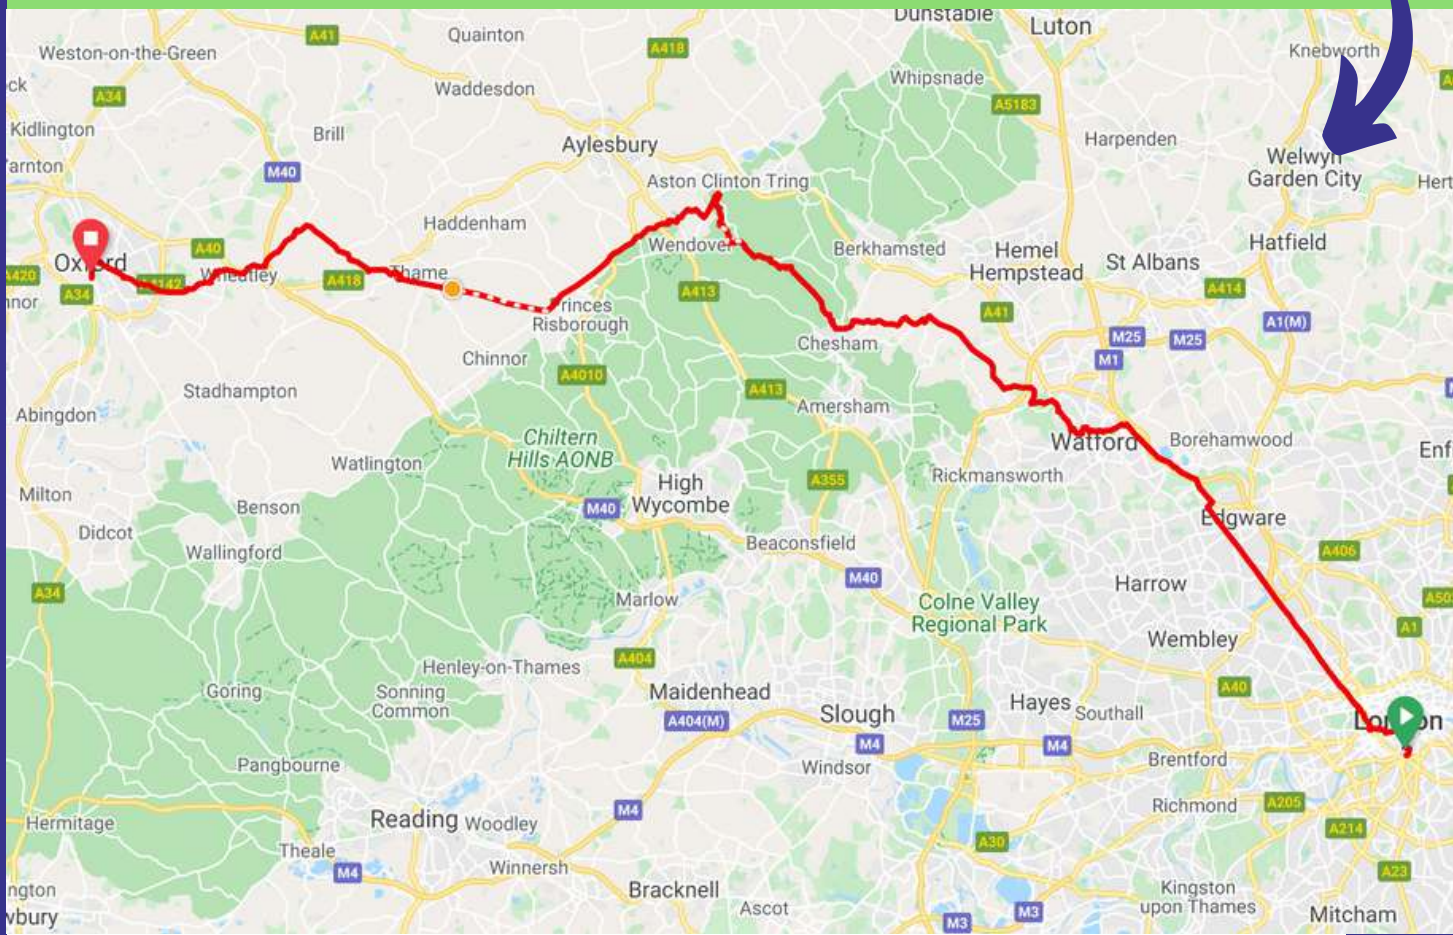 Dunstable
Luton
A41
Quainton
A418
Knebworth
Weston-on-the-Green
Whipsnade
Waddesdon
A34
A5183
Kidlington
Brill
Harpenden
Aylesbury
Welwyn
Garden City
M40
Aston Clinton
Tring
Haddenham
Wendover
Berkhamsted
Hemel
Hempstead
St Albans
Hatfield
A40
Oxford
A420
Wheatley
A418
Thame
A34
A413
A414
Princes
Risborough
A41
A1(M)
M25
M25
M1
Chesham
Chinnor
A4010
A413
Stadhampton
Amersham
Abingdon
Chiltern
Hills AONB
Watford
Borehamwood
Watlington
Rickmansworth
A355
High
Wycombe
Milton
Benson
M40
Edgware
Didcot
Wallingford
Beaconsfield
A406
M40
Harrow
A34
Marlow
Colne Valley
Regional Park
A1
Wembley
A404
Henley-on-Thames
Goring
Sonning
Common
Maidenhead
A404(M)
A40
Hayes
Southall
Slough
M25
London
M4
M4
Pangbourne
Windsor
Brentford
Reading
Woodley
M4
Richmond
A205
Hermitage
A214
Theale
A30
M4
Winnersh
A23
Bracknell
Ascot
Kingston
upon Thames
M3
M3
Mitcham